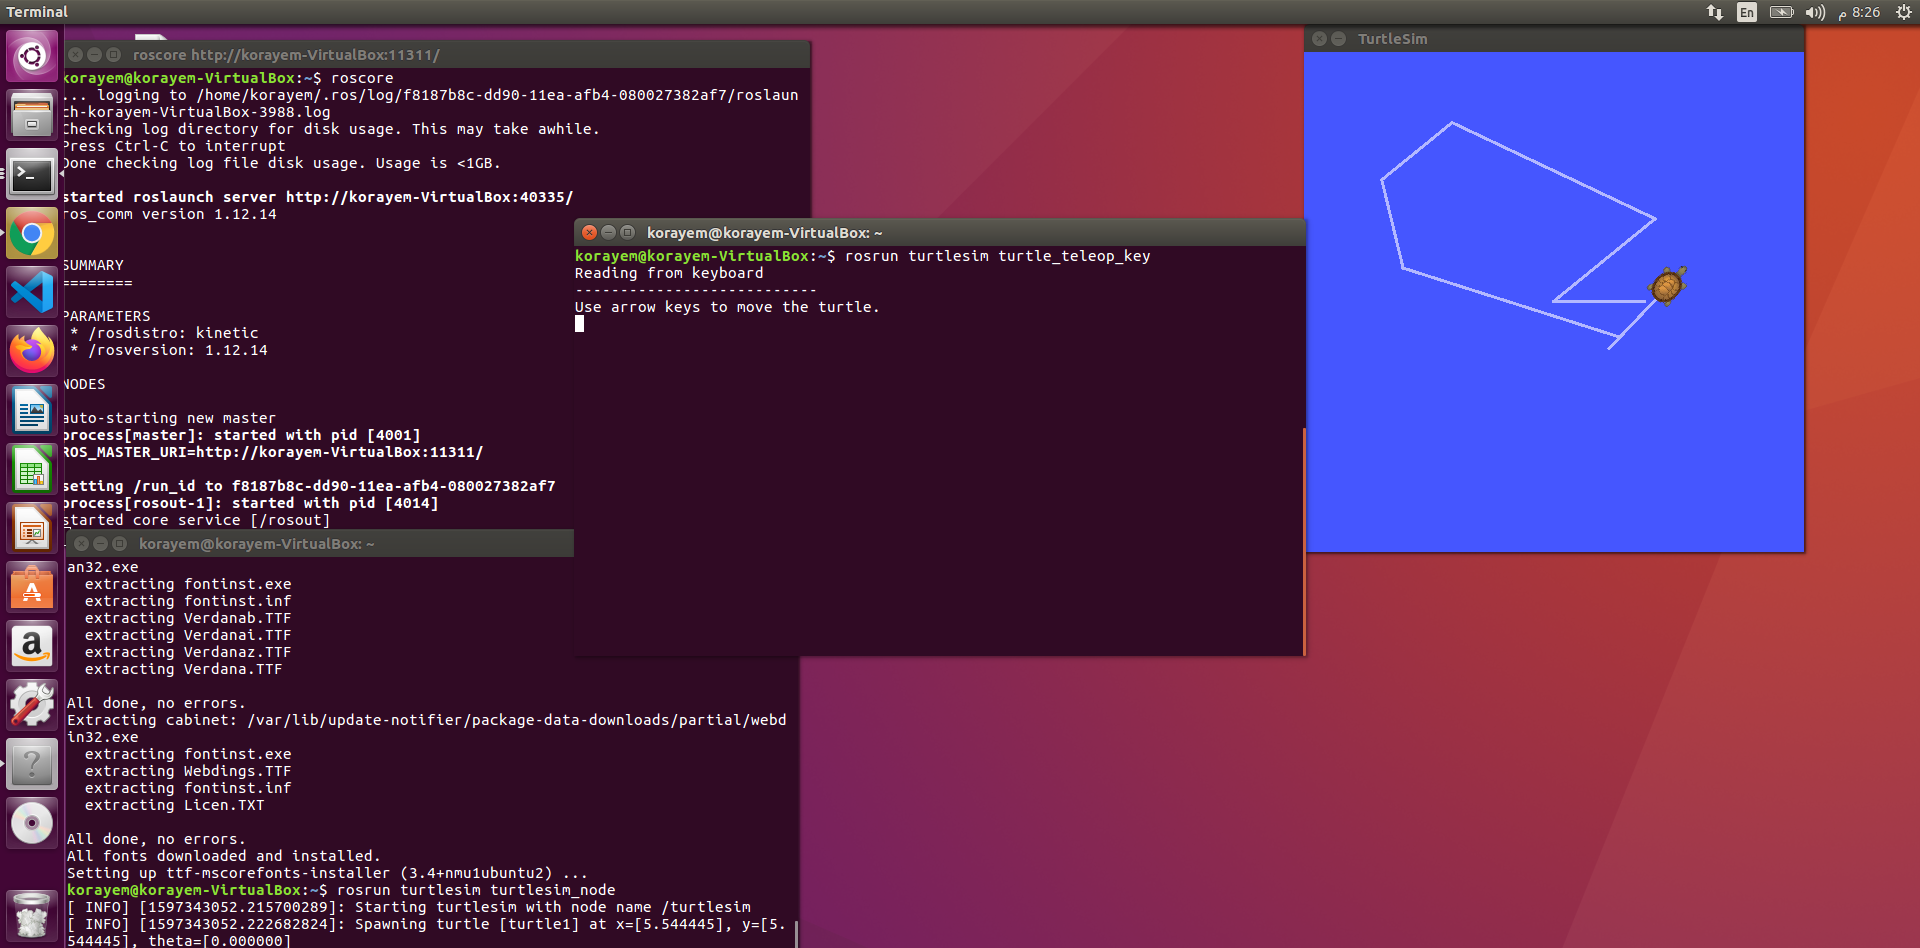 Terminal
En
8:26 م
roscore http://korayem-VirtualBox:11311/
korayem@korayem-VirtualBox:~$ roscore
... logging to /home/korayem/.ros/log/f8187b8c-dd90-11ea-afb4-080027382af7/roslaun
ch-korayem-VirtualBox-3988.log
Checking log directory for disk usage. This may take awhile.
Press Ctrl-C to interrupt
Done checking log file disk usage. Usage is <1GB.
started roslaunch server http://korayem-VirtualBox:40335/
ros_comm version 1.12.14
SUMMARY
========
PARAMETERS
* /rosdistro: kinetic
* /rosversion: 1.12.14
NODES
auto-starting new master
process[master]: started with pid [4001]
ROS_MASTER_URI=http://korayem-VirtualBox:11311/
setting /run_id to f8187b8c-dd90-11ea-afb4-080027382af7
process[rosout-1]: started with pid [4014]
started core service [/rosout]
korayem@korayem-VirtualBox: ~
korayem@korayem-VirtualBox:~$ rosrun turtlesim turtle_teleop_key
Reading from keyboard
---------------------------
Use arrow keys to move the turtle.
TurtleSim
korayem@korayem-VirtualBox: ~
an32.exe
extracting fontinst.exe
extracting fontinst.inf
extracting Verdanab.TTF
extracting Verdanai.TTF
extracting Verdanaz.TTF
extracting Verdana.TTF
All done, no errors.
Extracting cabinet: /var/lib/update-notifier/package-data-downloads/partial/webd
in32.exe
extracting fontinst.exe
extracting Webdings.TTF
extracting fontinst.inf
extracting Licen.TXT
All done, no errors.
All fonts downloaded and installed.
Setting up ttf-mscorefonts-installer (3.4+nmu1ubuntu2) ...
korayem@korayem-VirtualBox:~$ rosrun turtlesim turtlesim_node
[ INFO] [1597343052.215700289]: Starting turtlesim with node name /turtlesim
[ INFO] [1597343052.222682824]: Spawning turtle [turtle1] at x=[5.544445], y=[5.
544445], theta=[0.000000]